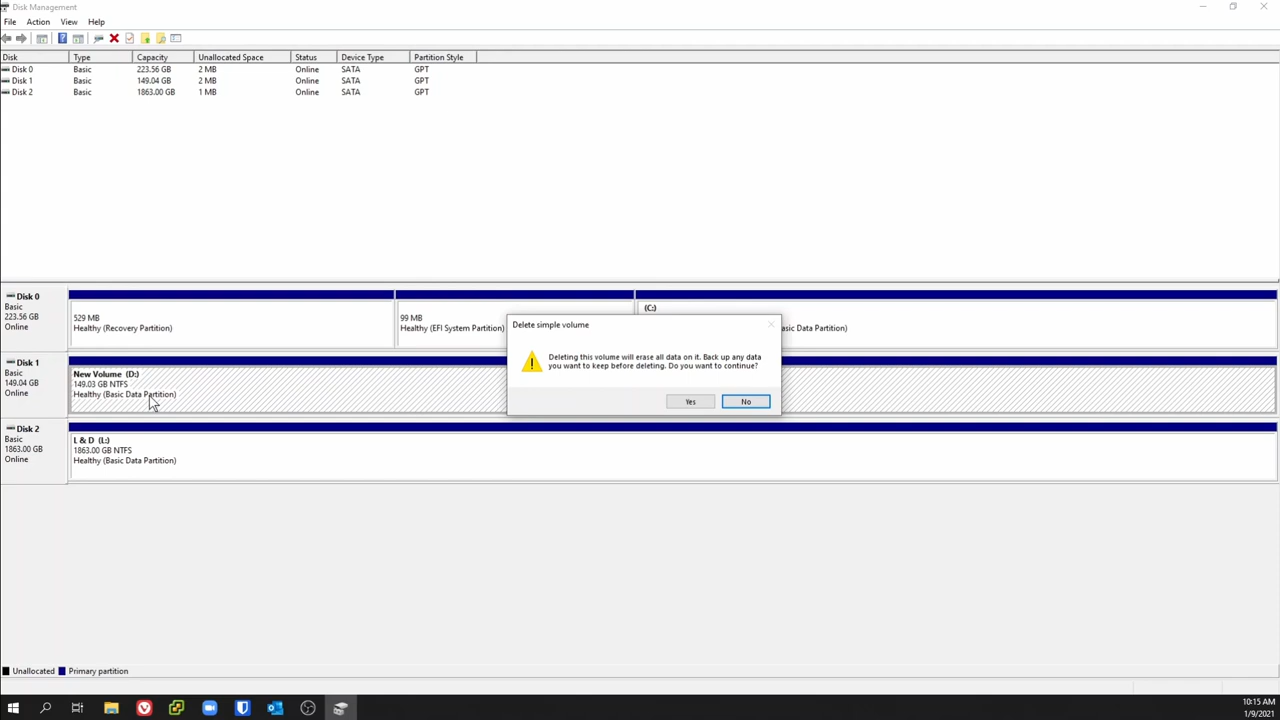 Disk Management
File Action View Help
Disk Type Capacity Unallocated Space Status Device Type Partition Style
Disk 0 Basic 223.56 GB 2 MB Online SATA GPT
Disk 1 Basic 149.04 GB 2 MB Online SATA GPT
Disk 2 Basic 1863.00 GB 1 MB Online SATA GPT
Disk 0
Basic
223.56 GB
Online
529 MB
Healthy (Recovery Partition)
99 MB
Healthy (EFI System Partition)
(C:)
asic Data Partition)
Delete simple volume
Deleting this volume will erase all data on it. Back up any data
you want to keep before deleting. Do you want to continue?
Yes No
Disk 1
Basic
149.04 GB
Online
New Volume (D:)
149.03 GB NTFS
Healthy (Basic Data Partition)
Disk 2
Basic
1863.00 GB
Online
L & D (L:)
1863.00 GB NTFS
Healthy (Basic Data Partition)
Unallocated Primary partition
10:15 AM
1/9/2021